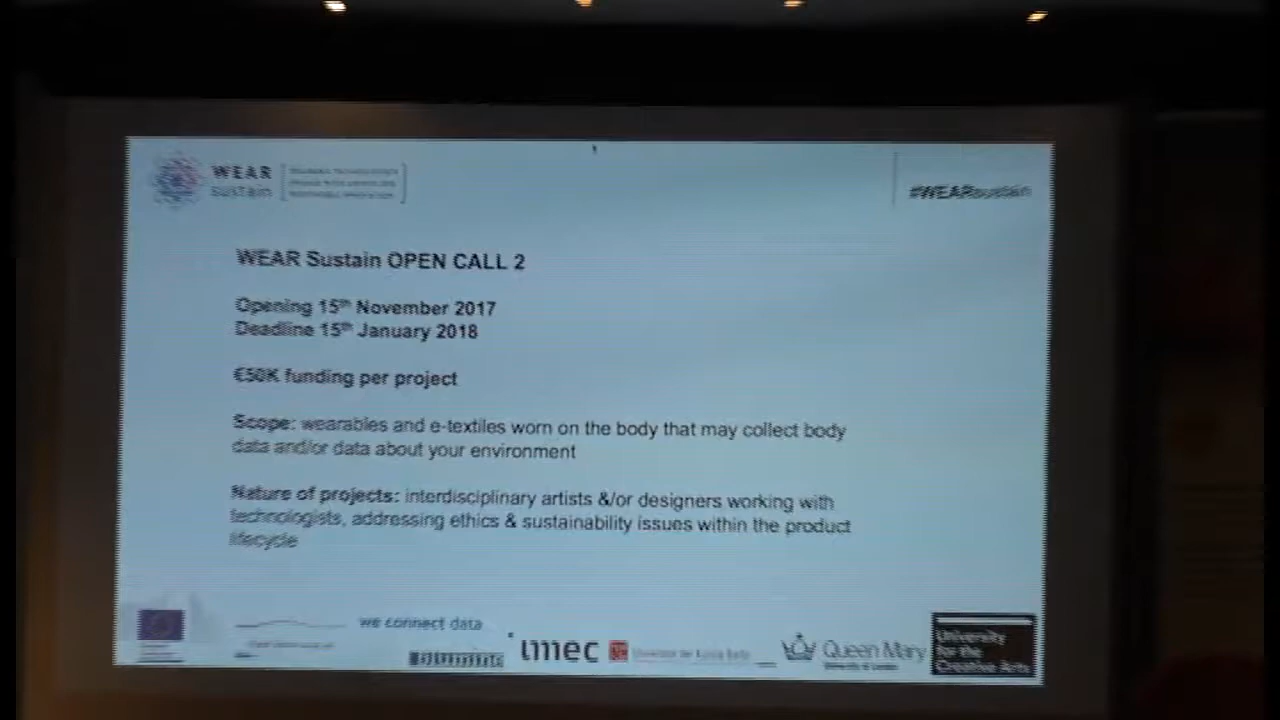 WEAR
sustain
#WEARsustain
WEAR Sustain OPEN CALL 2
Opening 15th November 2017
Deadline 15th January 2018
€50K funding per project
Scope: wearables and e-textiles worn on the body that may collect body
data and/or data about your environment
Nature of projects: interdisciplinary artists &/or designers working with
technologists, addressing ethics & sustainability issues within the product
lifecycle
we connect data
imec
Queen Mary
University of London
University
for the
Creative Arts